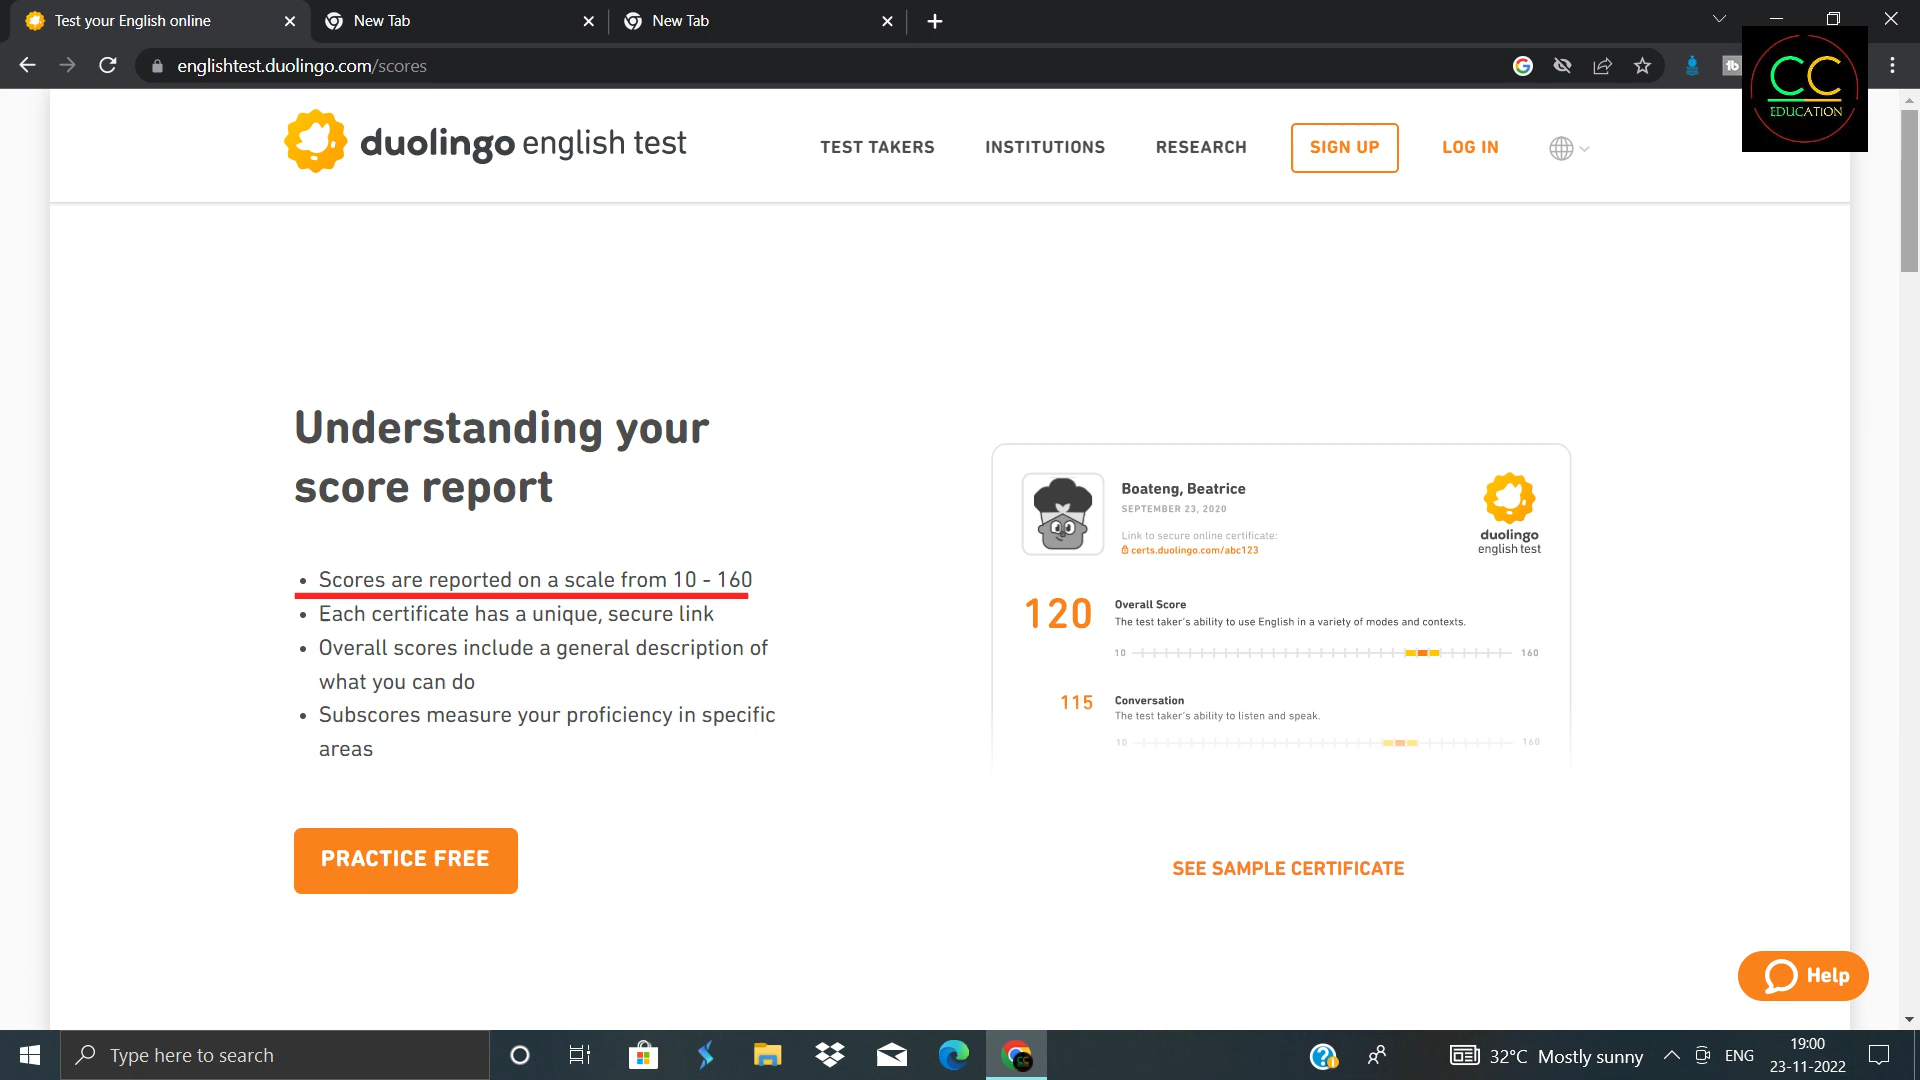 Test your English online
New Tab
New Tab
englishtest.duolingo.com/scores
tb
CC
EDUCATION
duolingo english test
TEST TAKERS
INSTITUTIONS
RESEARCH
SIGN UP
LOG IN
Understanding your
score report
• Scores are reported on a scale from 10 - 160
• Each certificate has a unique, secure link
• Overall scores include a general description of
what you can do
• Subscores measure your proficiency in specific
areas
PRACTICE FREE
Boateng, Beatrice
SEPTEMBER 23, 2020
Link to secure online certificate:
certs.duolingo.com/abc123
duolingo
english test
120
Overall Score
The test taker's ability to use English in a variety of modes and contexts.
10
160
115
Conversation
The test taker's ability to listen and speak.
10
160
SEE SAMPLE CERTIFICATE
Help
Type here to search
32°C Mostly sunny
ENG
19:00
23-11-2022